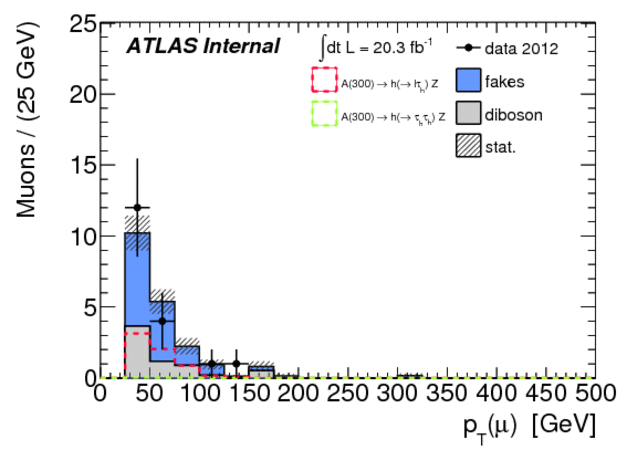 ATLAS Internal
∫dt L = 20.3 fb⁻¹
data 2012
A(300) → h(→ lτₕ) Z
fakes
A(300) → h(→ τₕτₕ) Z
diboson
stat.
Muons / (25 GeV)
25
20
15
10
5
0
0 50 100 150 200 250 300 350 400 450 500
p_T(μ) [GeV]